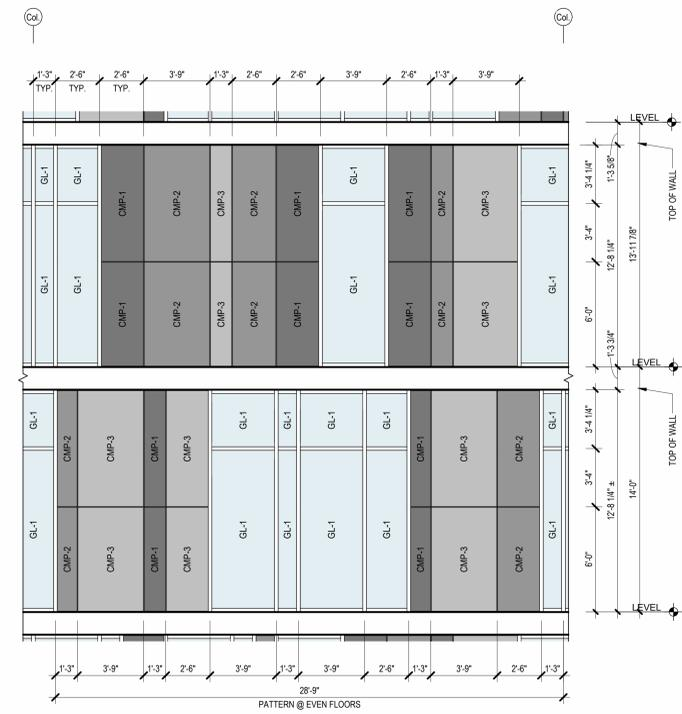 Col. Col.
1'-3" 2'-6" 2'-6" 3'-9" 1'-3" 2'-6" 2'-6" 3'-9" 2'-6" 1'-3" 3'-9"
TYP. TYP. TYP.
LEVEL
1'-3 5/8"
TOP OF WALL
GL-1 GL-1 GL-1 GL-1
3'-4 1/4"
CMP-1 CMP-2 CMP-3 CMP-2 CMP-1 CMP-1 CMP-2 CMP-3
3'-4"
12'-8 1/4"
13'-11 7/8"
GL-1 GL-1 CMP-1 CMP-2 CMP-3 CMP-2 CMP-1 GL-1 CMP-1 CMP-2 CMP-3 GL-1
6'-0"
1'-3 3/4"
LEVEL
TOP OF WALL
GL-1 GL-1 GL-1 GL-1 GL-1 GL-1
3'-4 1/4"
CMP-2 CMP-3 CMP-1 CMP-3 CMP-1 CMP-3 CMP-2
3'-4"
12'-8 1/4" ±
14'-0"
GL-1 CMP-2 CMP-3 CMP-1 CMP-3 GL-1 GL-1 GL-1 GL-1 CMP-1 CMP-3 CMP-2 GL-1
6'-0"
LEVEL
1'-3" 3'-9" 1'-3" 2'-6" 3'-9" 1'-3" 3'-9" 2'-6" 1'-3" 3'-9" 2'-6" 1'-3"
28'-9"
PATTERN @ EVEN FLOORS